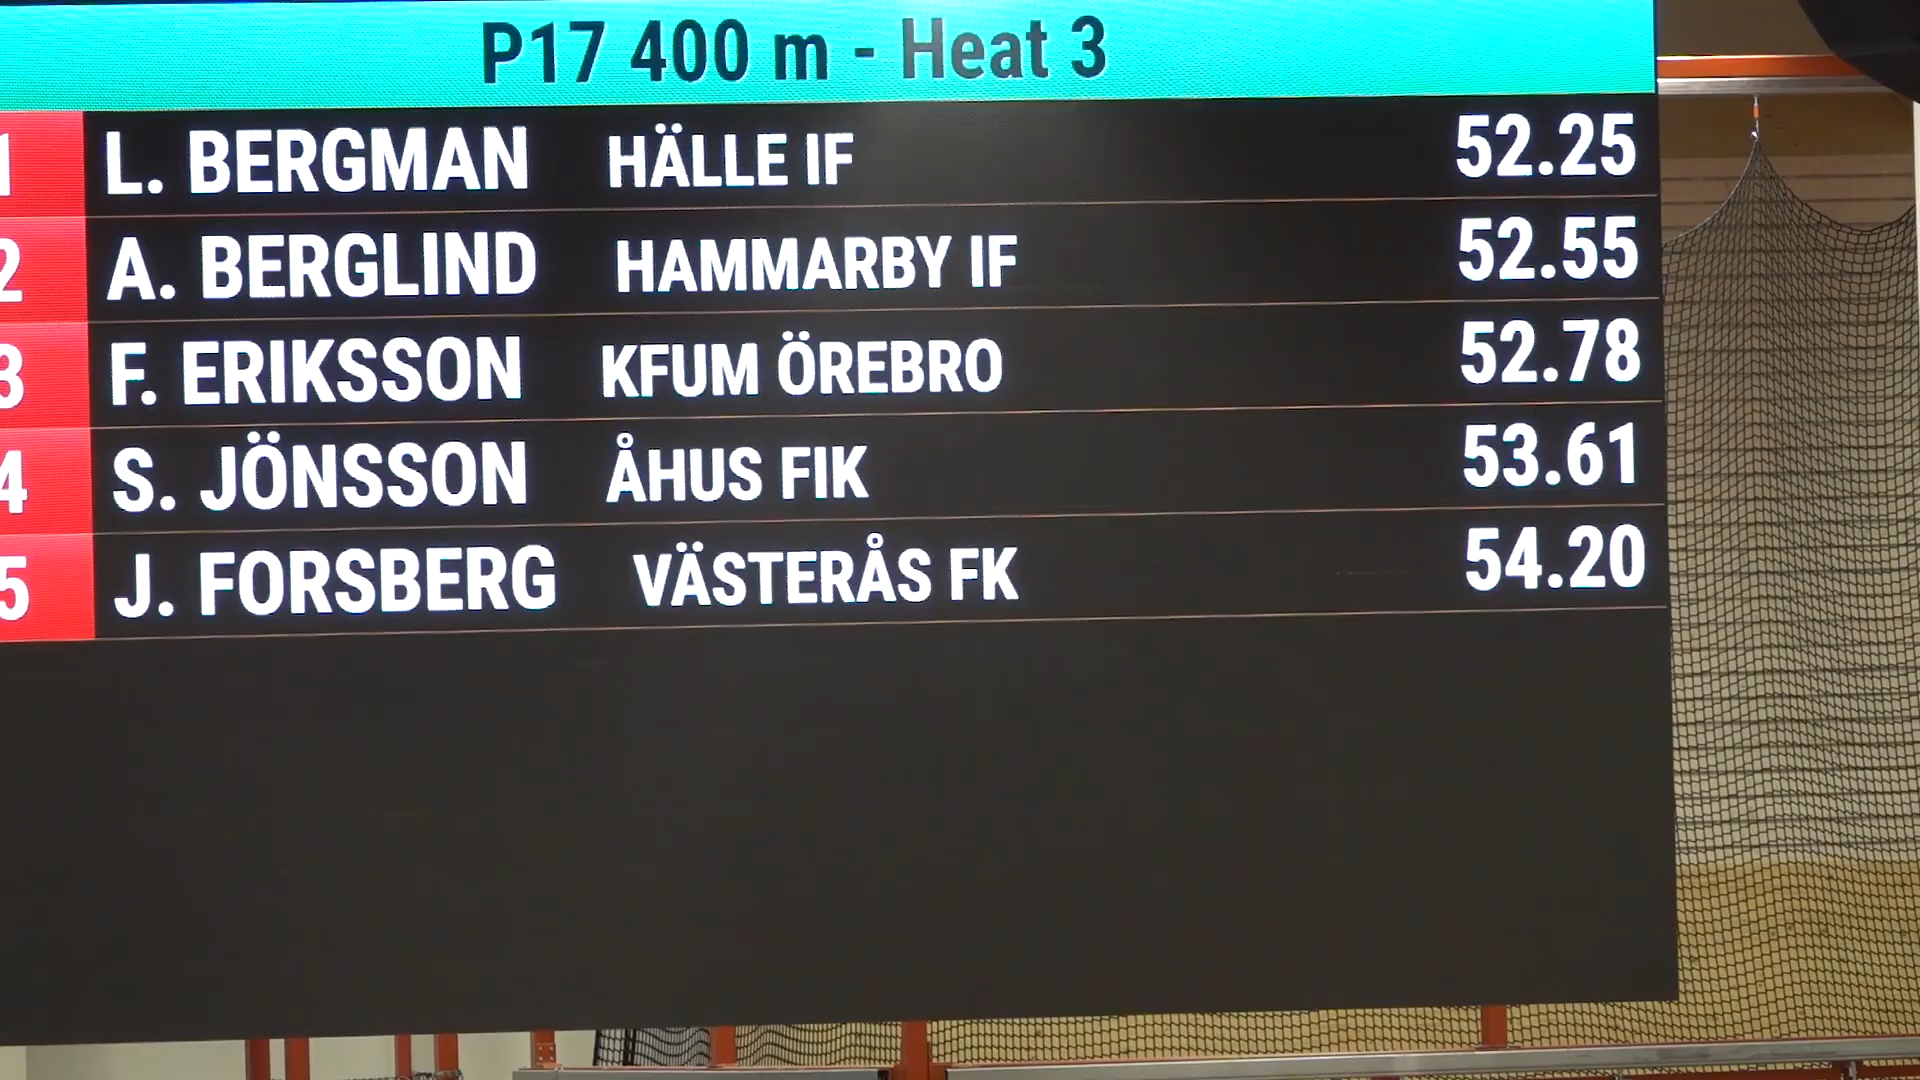 P17 400 m - Heat 3
1 L. BERGMAN HÄLLE IF 52.25
2 A. BERGLIND HAMMARBY IF 52.55
3 F. ERIKSSON KFUM ÖREBRO 52.78
4 S. JÖNSSON ÅHUS FIK 53.61
5 J. FORSBERG VÄSTERÅS FK 54.20